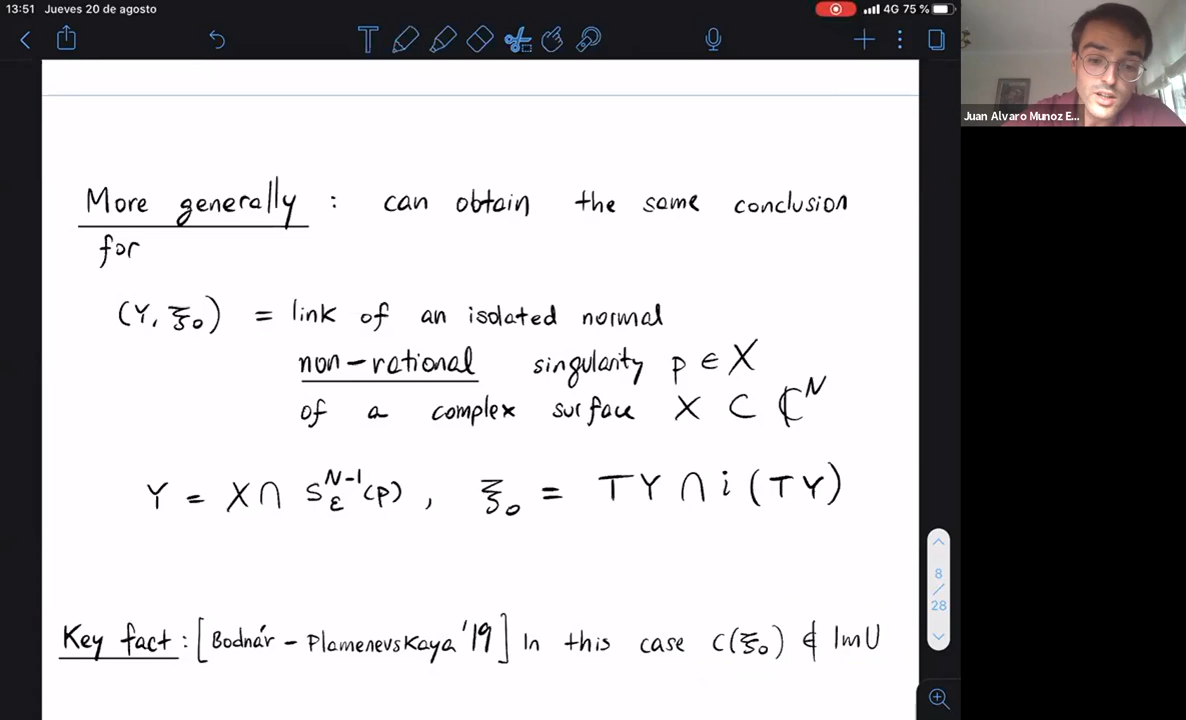 13:51 Jueves 20 de agosto
4G 75 %
Juan Alvaro Munoz E...
More generally : can obtain the same conclusion
for
(Y, ξ₀) = link of an isolated normal
non-rational singularity p ∈ X
of a complex surface X ⊂ ℂᴺ
Y = X ∩ S_ε^{N-1}(p), ξ₀ = TY ∩ i(TY)
8
/
28
Key fact : [Bodnár - Plamenevskaya '19] In this case c(ξ₀) ∉ Im U